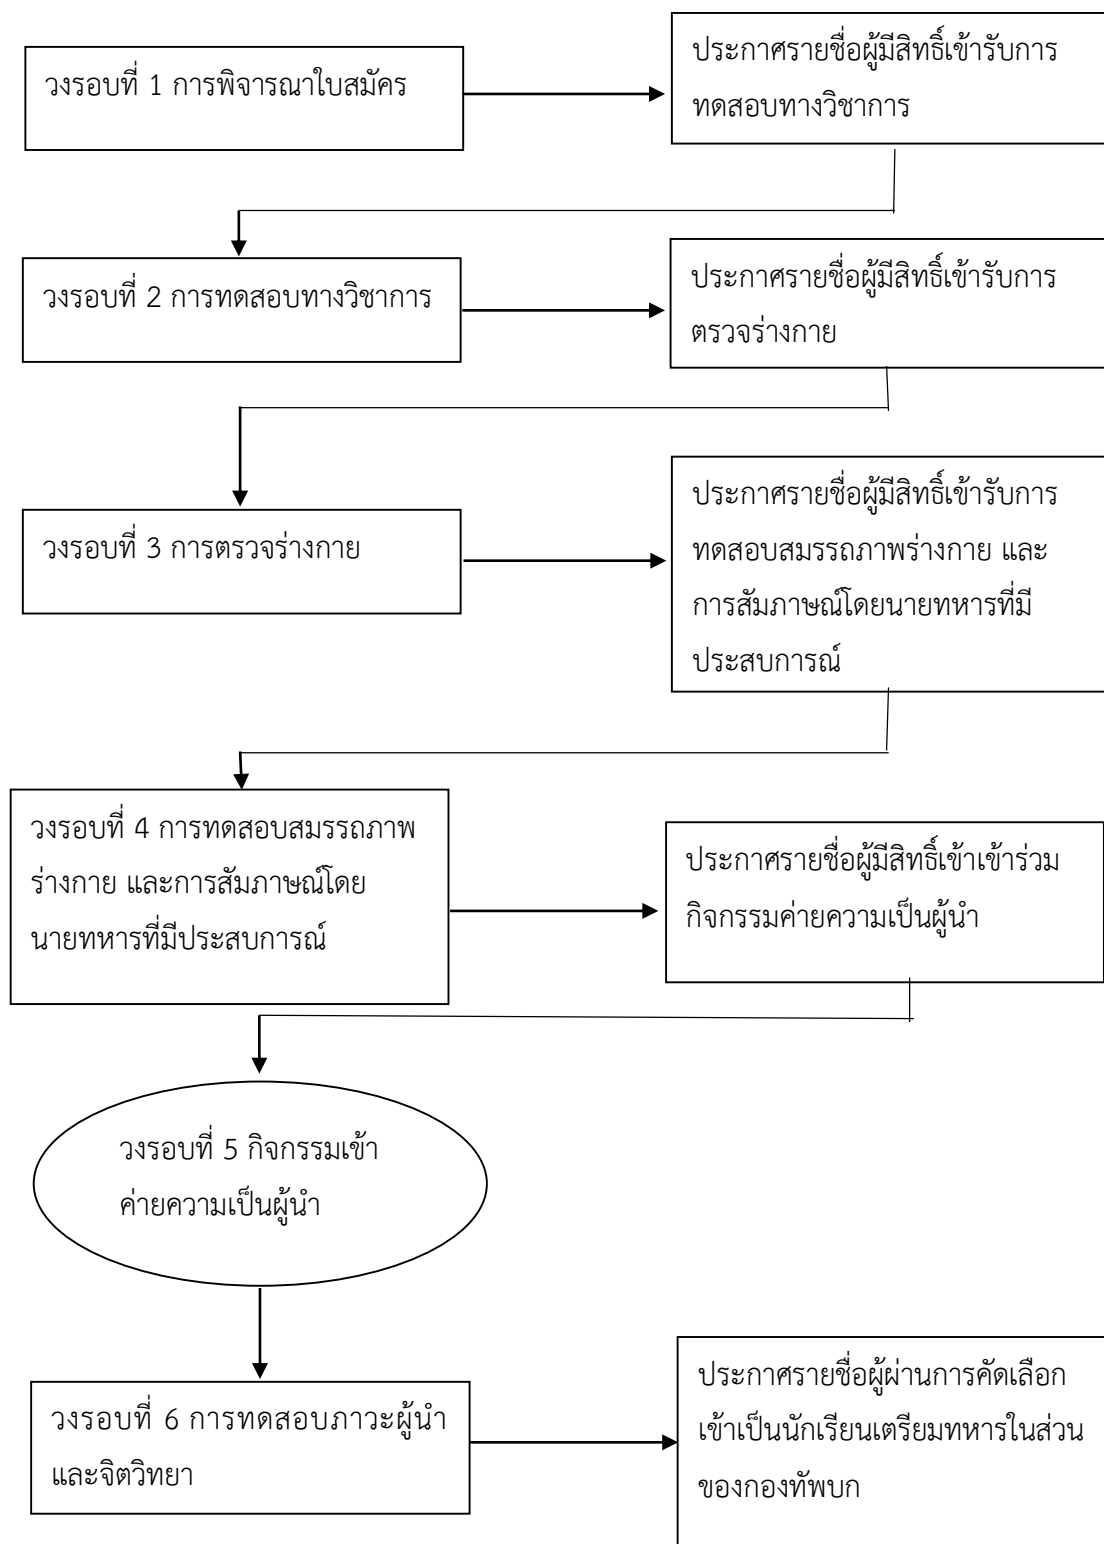 วงรอบที่ 1 การพิจารณาใบสมัคร
ประกาศรายชื่อผู้มีสิทธิ์เข้ารับการ
ทดสอบทางวิชาการ
วงรอบที่ 2 การทดสอบทางวิชาการ
ประกาศรายชื่อผู้มีสิทธิ์เข้ารับการ
ตรวจร่างกาย
วงรอบที่ 3 การตรวจร่างกาย
ประกาศรายชื่อผู้มีสิทธิ์เข้ารับการ
ทดสอบสมรรถภาพร่างกาย และ
การสัมภาษณ์โดยนายทหารที่มี
ประสบการณ์
วงรอบที่ 4 การทดสอบสมรรถภาพ
ร่างกาย และการสัมภาษณ์โดย
นายทหารที่มีประสบการณ์
ประกาศรายชื่อผู้มีสิทธิ์เข้าเข้าร่วม
กิจกรรมค่ายความเป็นผู้นำ
วงรอบที่ 5 กิจกรรมเข้า
ค่ายความเป็นผู้นำ
วงรอบที่ 6 การทดสอบภาวะผู้นำ
และจิตวิทยา
ประกาศรายชื่อผู้ผ่านการคัดเลือก
เข้าเป็นนักเรียนเตรียมทหารในส่วน
ของกองทัพบก